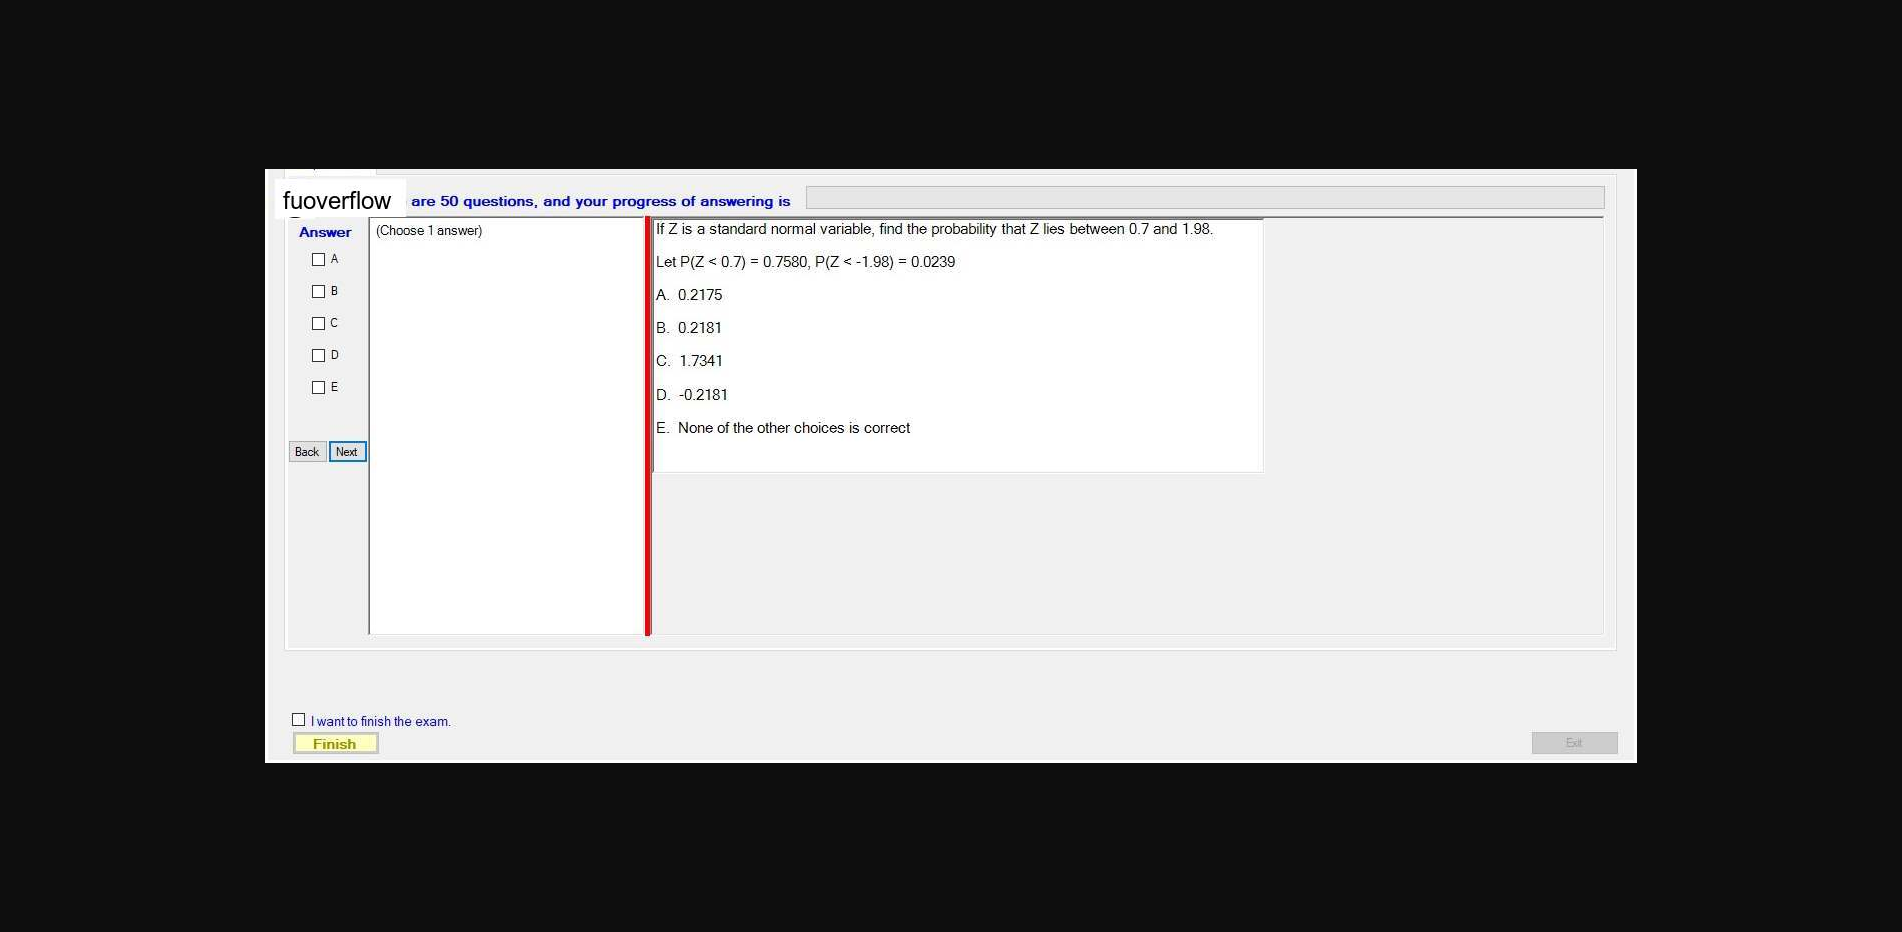 fuoverflow are 50 questions, and your progress of answering is
Answer
(Choose 1 answer)
A
B
C
D
E
Back Next
If Z is a standard normal variable, find the probability that Z lies between 0.7 and 1.98.
Let P(Z < 0.7) = 0.7580, P(Z < -1.98) = 0.0239
A. 0.2175
B. 0.2181
C. 1.7341
D. -0.2181
E. None of the other choices is correct
I want to finish the exam.
Finish
Exit